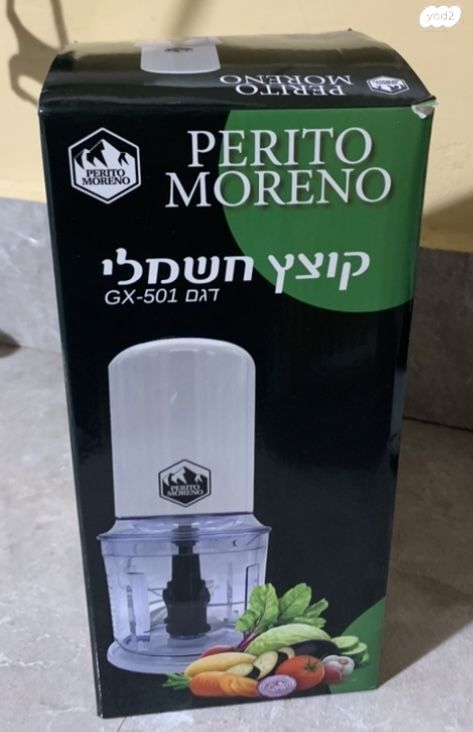 yad2
PERITO
MORENO
PERITO
MORENO
PERITO
MORENO
קוצץ חשמלי
דגם GX-501
PERITO
MORENO